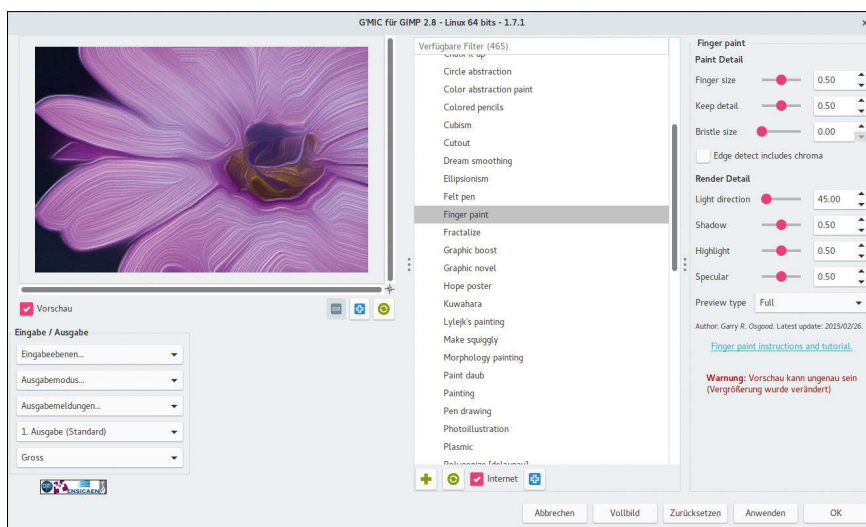 G'MIC für GIMP 2.8 - Linux 64 bits - 1.7.1
Verfügbare Filter (465)
Chalk it up
Circle abstraction
Color abstraction paint
Colored pencils
Cubism
Cutout
Dream smoothing
Ellipsionism
Felt pen
Finger paint
Fractalize
Graphic boost
Graphic novel
Hope poster
Kuwahara
Lylejk's painting
Make squiggly
Morphology painting
Paint daub
Painting
Pen drawing
Photoillustration
Plasmic
Polygonize [delaunay]
Internet
Vorschau
Eingabe / Ausgabe
Eingabeebenen...
Ausgabemodus...
Ausgabemeldungen...
1. Ausgabe (Standard)
Gross
ENSICAEN
Finger paint
Paint Detail
Finger size 0.50
Keep detail 0.50
Bristle size 0.00
Edge detect includes chroma
Render Detail
Light direction 45.00
Shadow 0.50
Highlight 0.50
Specular 0.50
Preview type Full
Author: Garry R. Osgood. Latest update: 2015/02/26.
Finger paint instructions and tutorial.
Warnung: Vorschau kann ungenau sein
(Vergrößerung wurde verändert)
Abbrechen
Vollbild
Zurücksetzen
Anwenden
OK